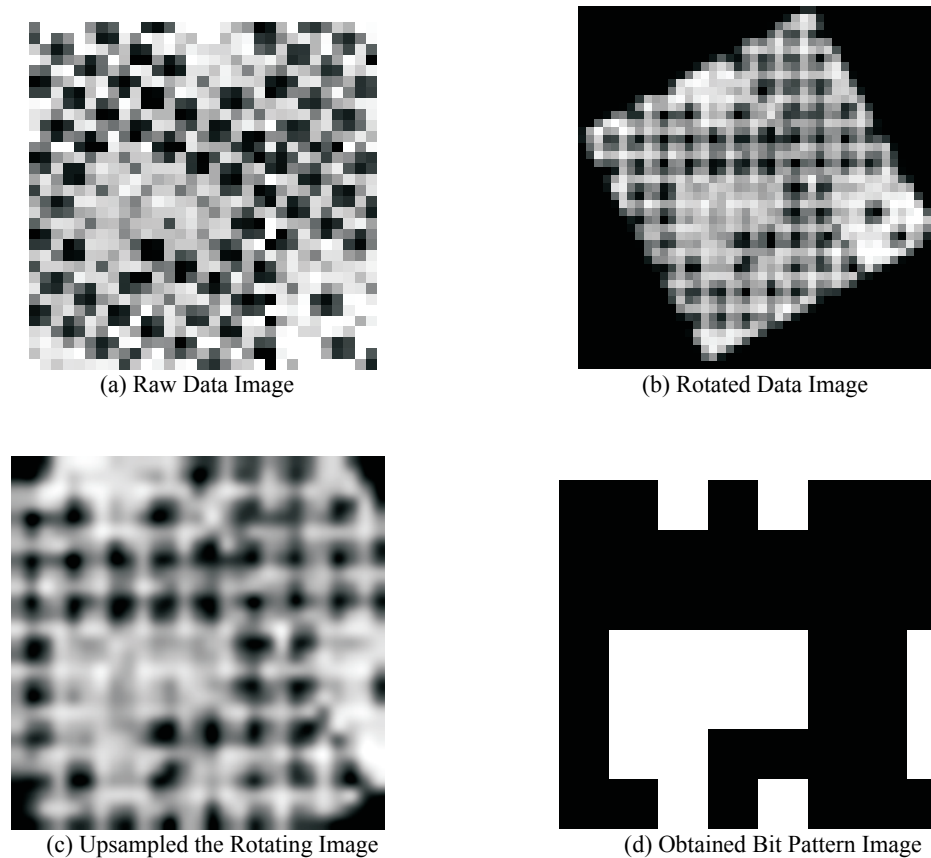 (a) Raw Data Image
(b) Rotated Data Image
(c) Upsampled the Rotating Image
(d) Obtained Bit Pattern Image